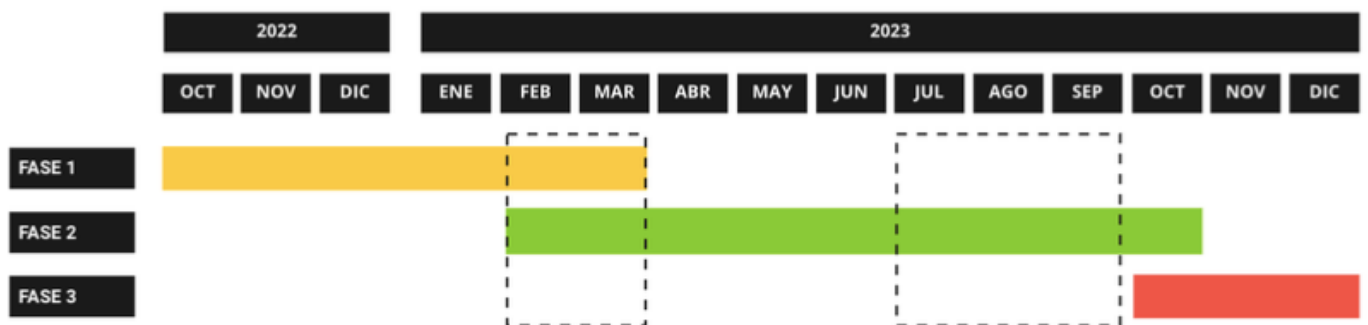 2022 2023
OCT NOV DIC ENE FEB MAR ABR MAY JUN JUL AGO SEP OCT NOV DIC
FASE 1
FASE 2
FASE 3